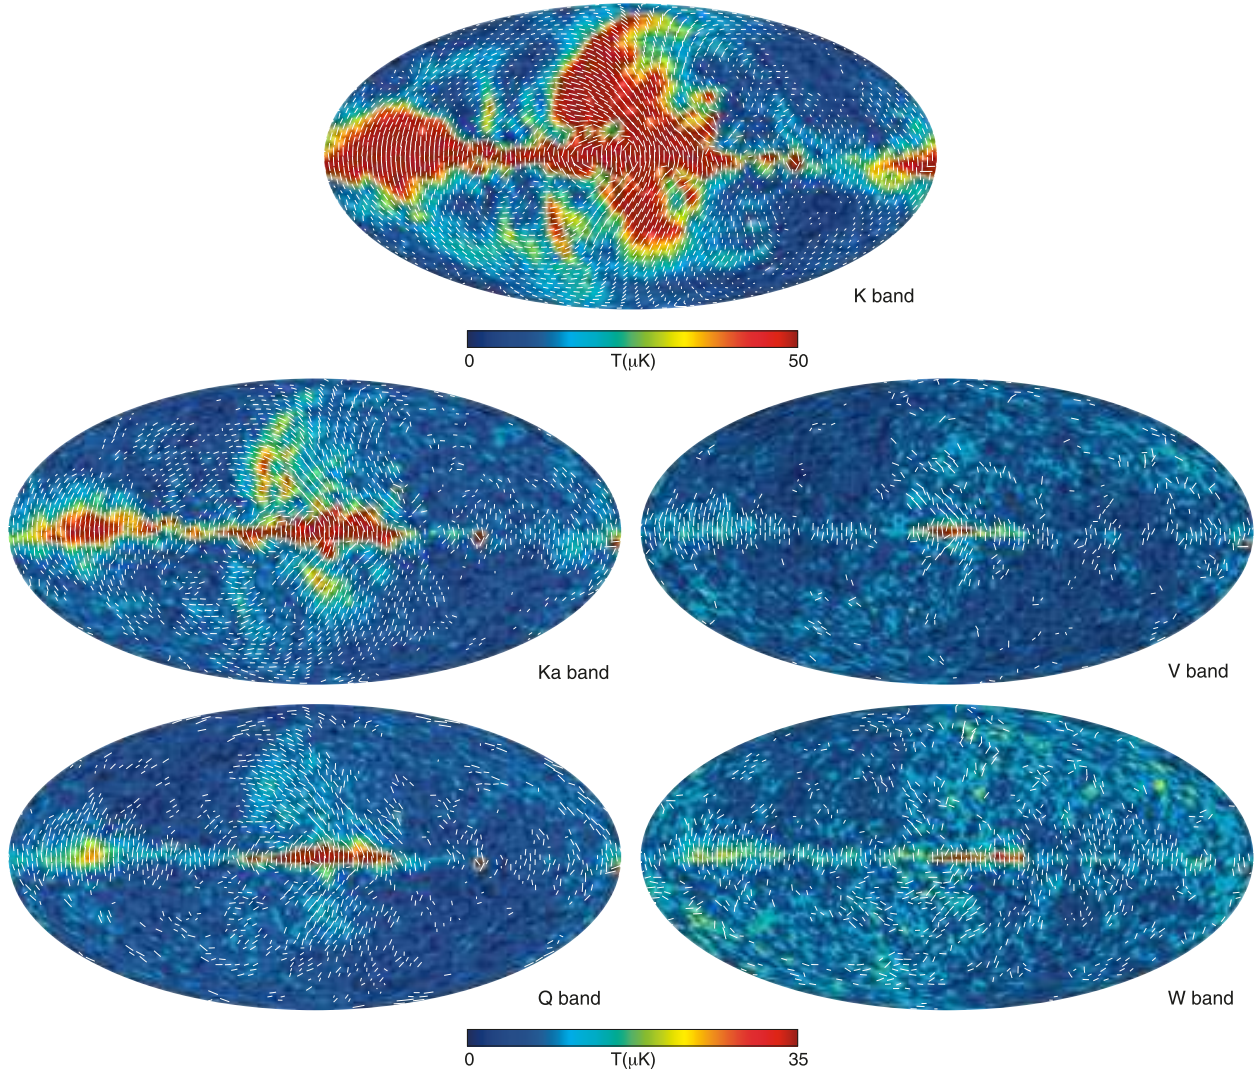 K band
0 T(μK) 50
Ka band
V band
Q band
W band
0 T(μK) 35